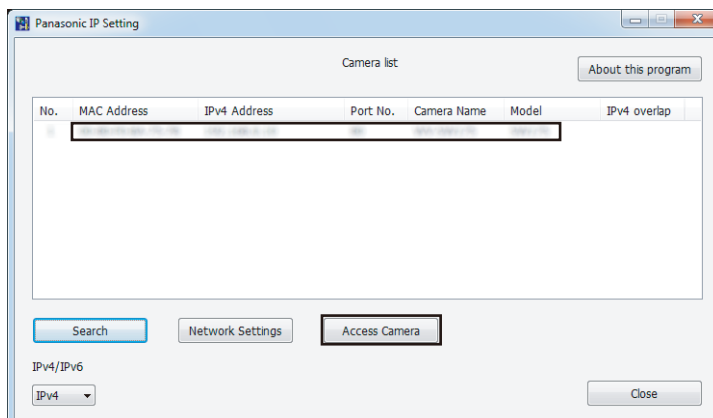 Panasonic IP Setting
Camera list
About this program
No. MAC Address IPv4 Address Port No. Camera Name Model IPv4 overlap
Search Network Settings Access Camera
IPv4/IPv6
IPv4 Close